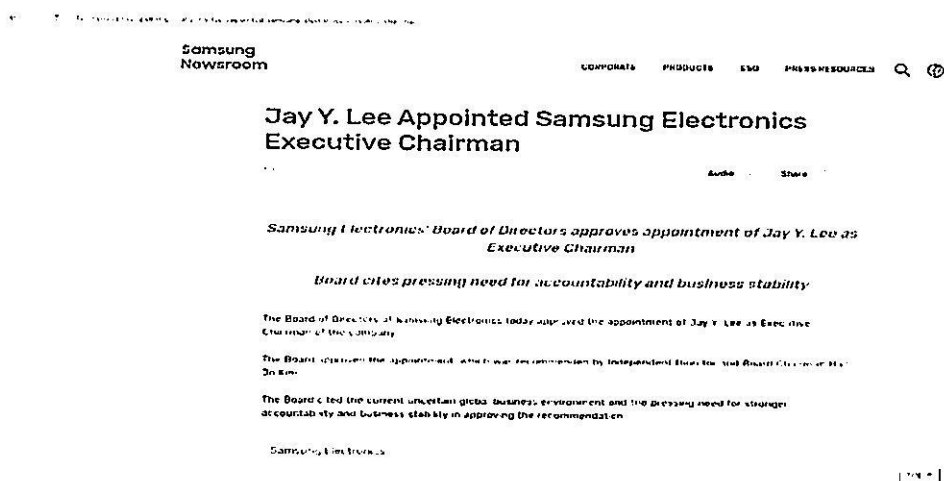 Samsung
Newsroom
CORPORATE PRODUCTS ESG PRESS RESOURCES
Jay Y. Lee Appointed Samsung Electronics
Executive Chairman
Audio Share
Samsung Electronics' Board of Directors approves appointment of Jay Y. Lee as
Executive Chairman
Board cites pressing need for accountability and business stability
The Board of Directors of Samsung Electronics today approved the appointment of Jay Y. Lee as Executive
Chairman of the company
The Board approved the appointment, which was recommended by Independent Director and Board Chairman
The Board cited the current uncertain global business environment and the pressing need for stronger
accountability and business stability in approving the recommendation
Samsung Electronics